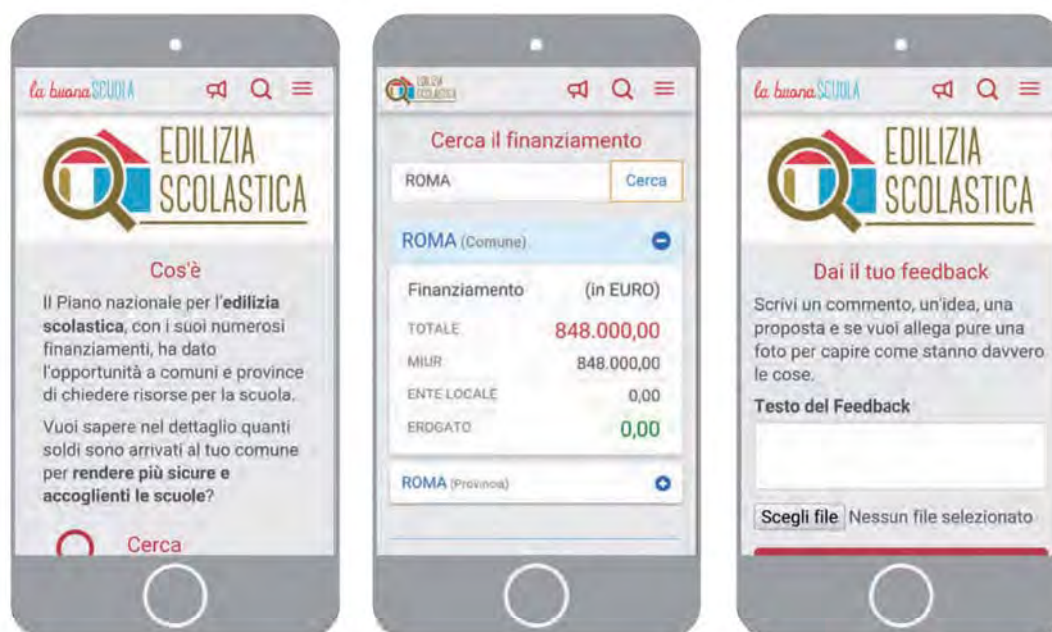 la buona SCUOLA
EDILIZIA
SCOLASTICA
Cos'è
Il Piano nazionale per l'edilizia
scolastica, con i suoi numerosi
finanziamenti, ha dato
l'opportunità a comuni e province
di chiedere risorse per la scuola.
Vuoi sapere nel dettaglio quanti
soldi sono arrivati al tuo comune
per rendere più sicure e
accoglienti le scuole?
Cerca
EDILIZIA
SCOLASTICA
Cerca il finanziamento
ROMA Cerca
ROMA (Comune)
Finanziamento (in EURO)
TOTALE 848.000,00
MIUR 848.000,00
ENTE LOCALE 0,00
EROGATO 0,00
ROMA (Provincia)
la buona SCUOLA
EDILIZIA
SCOLASTICA
Dai il tuo feedback
Scrivi un commento, un'idea, una
proposta e se vuoi allega pure una
foto per capire come stanno davvero
le cose.
Testo del Feedback
Scegli file Nessun file selezionato